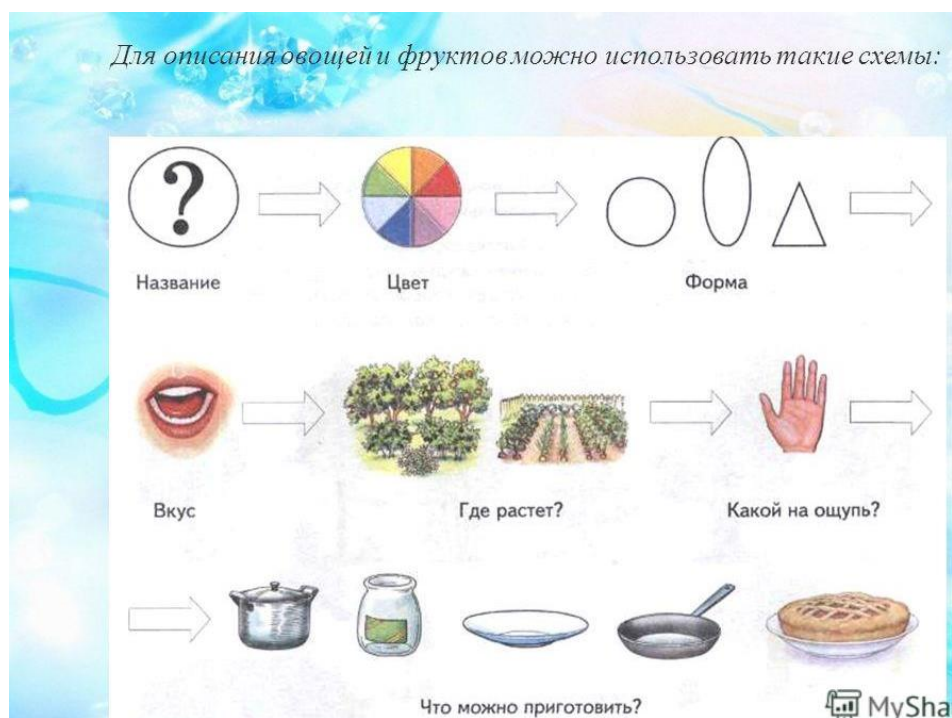 Для описания овощей и фруктов можно использовать такие схемы:
?
Название
Цвет
Форма
Вкус
Где растет?
Какой на ощупь?
Что можно приготовить?
MySha